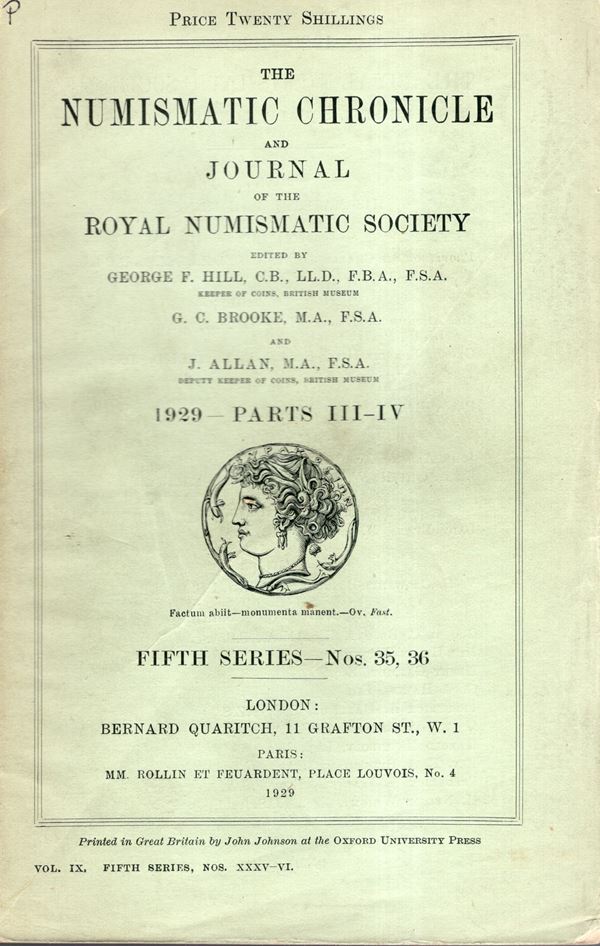 P
PRICE TWENTY SHILLINGS
THE
NUMISMATIC CHRONICLE
AND
JOURNAL
OF THE
ROYAL NUMISMATIC SOCIETY
EDITED BY
GEORGE F. HILL, C.B., LL.D., F.B.A., F.S.A.
KEEPER OF COINS, BRITISH MUSEUM
G. C. BROOKE, M.A., F.S.A.
AND
J. ALLAN, M.A., F.S.A.
DEPUTY KEEPER OF COINS, BRITISH MUSEUM
1929 — PARTS III–IV
Factum abiit—monumenta manent.—Ov. Fast.
FIFTH SERIES—Nos. 35, 36
LONDON:
BERNARD QUARITCH, 11 GRAFTON ST., W. 1
PARIS:
MM. ROLLIN ET FEUARDENT, PLACE LOUVOIS, No. 4
1929
Printed in Great Britain by John Johnson at the OXFORD UNIVERSITY PRESS
VOL. IX. FIFTH SERIES, NOS. XXXV–VI.